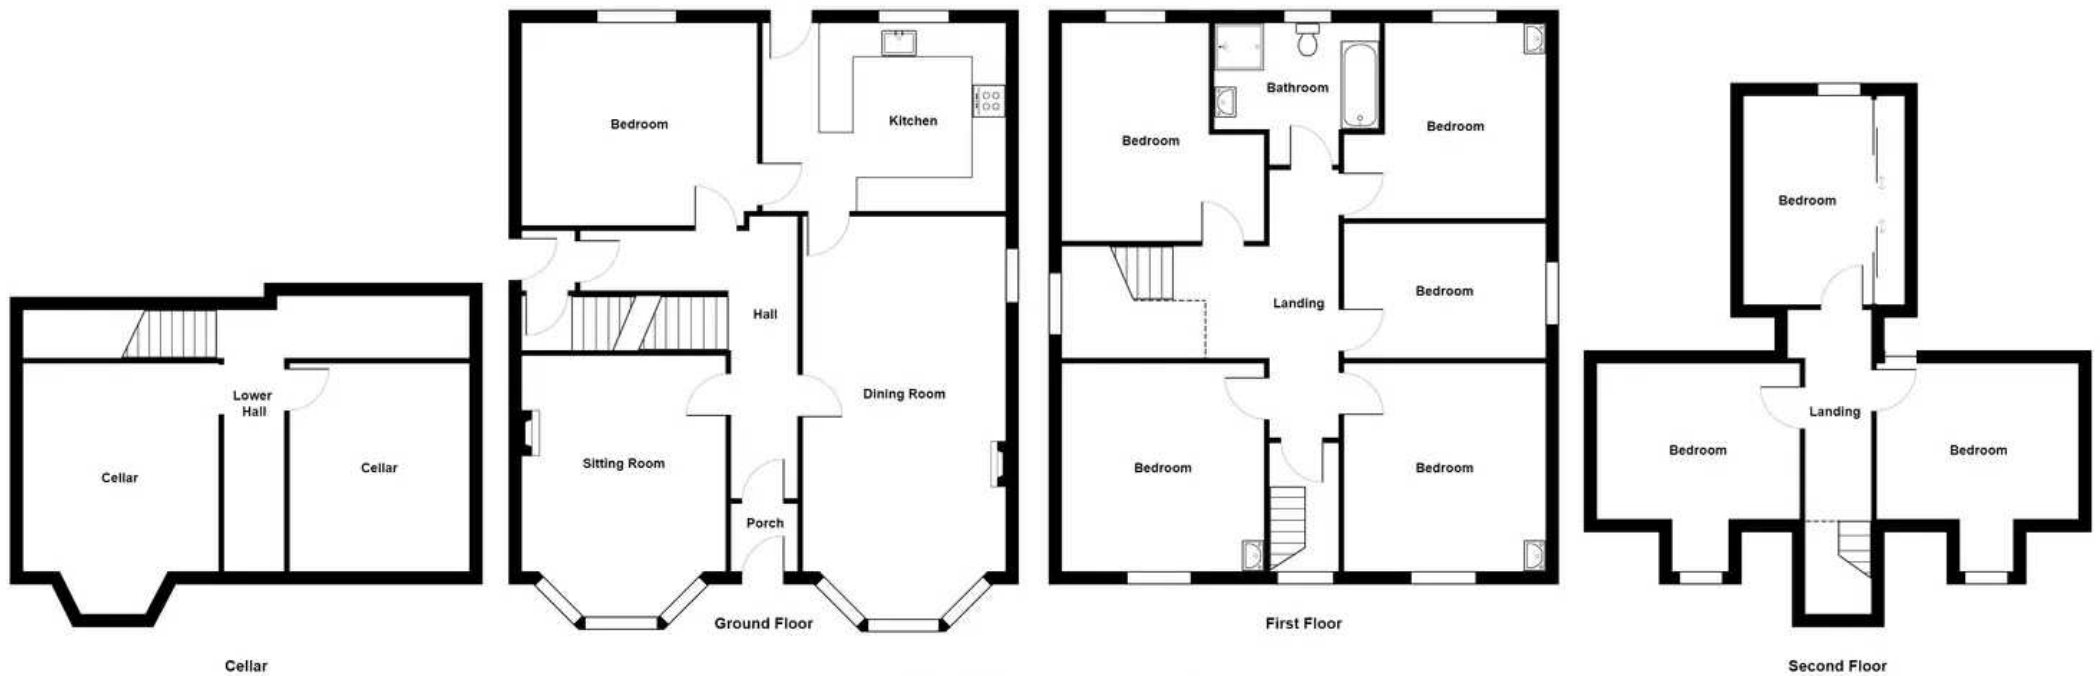 Lower
Hall
Cellar
Cellar
Cellar
Bedroom
Kitchen
Hall
Dining Room
Sitting Room
Porch
Ground Floor
Bathroom
Bedroom
Bedroom
Landing
Bedroom
Bedroom
Bedroom
First Floor
Bedroom
Landing
Bedroom
Bedroom
Second Floor